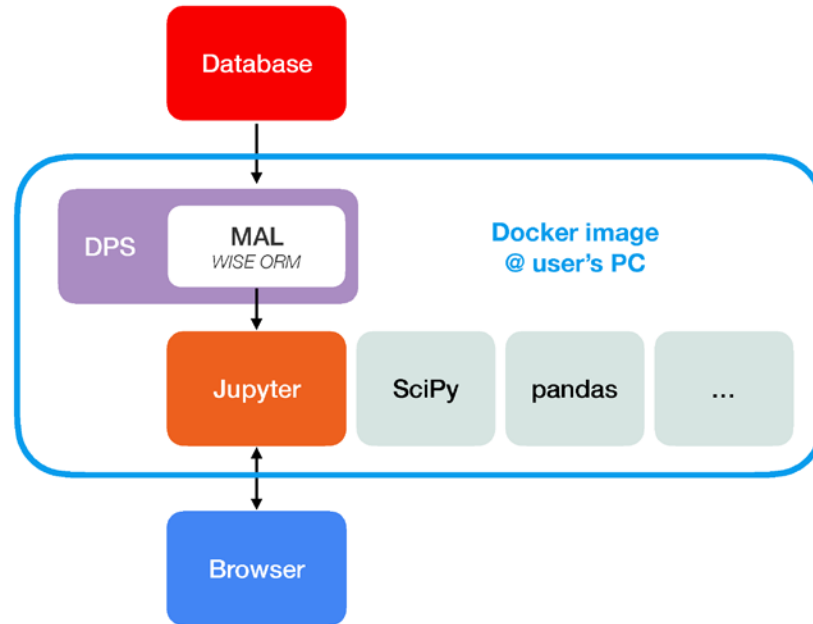 Database
DPS
MAL
WISE ORM
Docker image
@ user's PC
Jupyter
SciPy
pandas
...
Browser